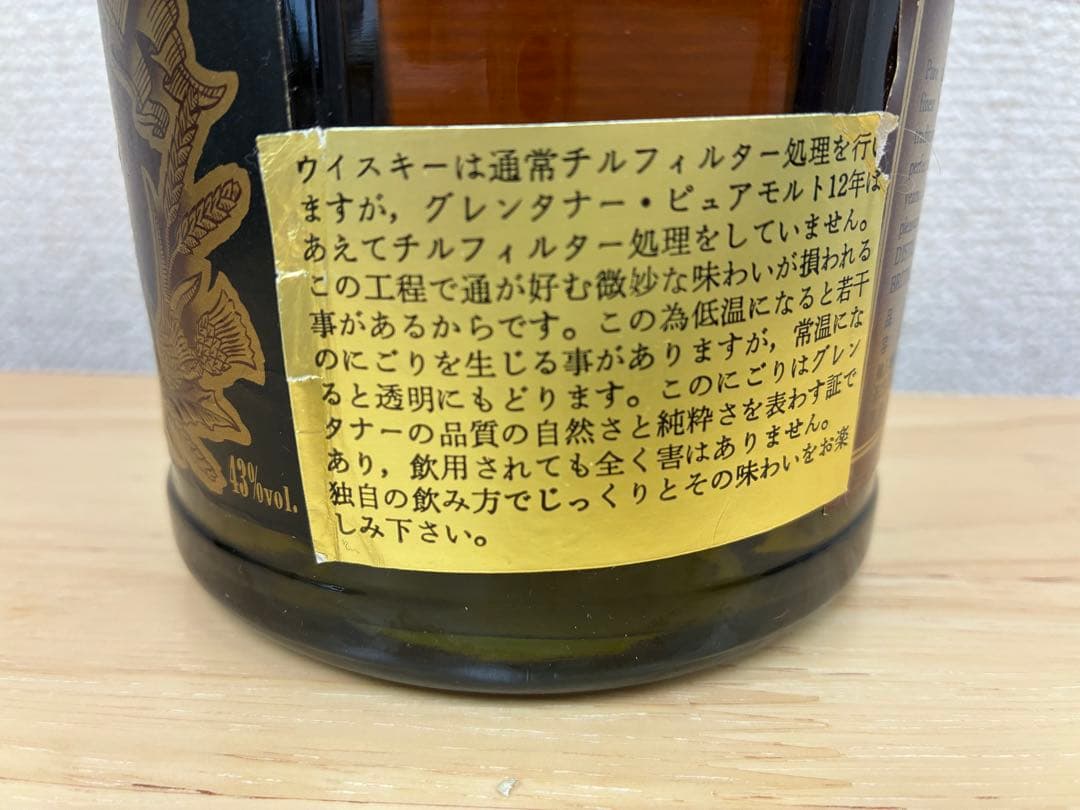 ウイスキーは通常チルフィルター処理を行い
ますが，グレンタナー・ピュアモルト12年は
あえてチルフィルター処理をしていません。
この工程で通が好む微妙な味わいが損われる
事があるからです。この為低温になると若干
のにごりを生じる事がありますが，常温にな
ると透明にもどります。このにごりはグレン
タナーの品質の自然さと純粋さを表わす証で
あり，飲用されても全く害はありません。
独自の飲み方でじっくりとその味わいをお楽
しみ下さい。
43%vol.